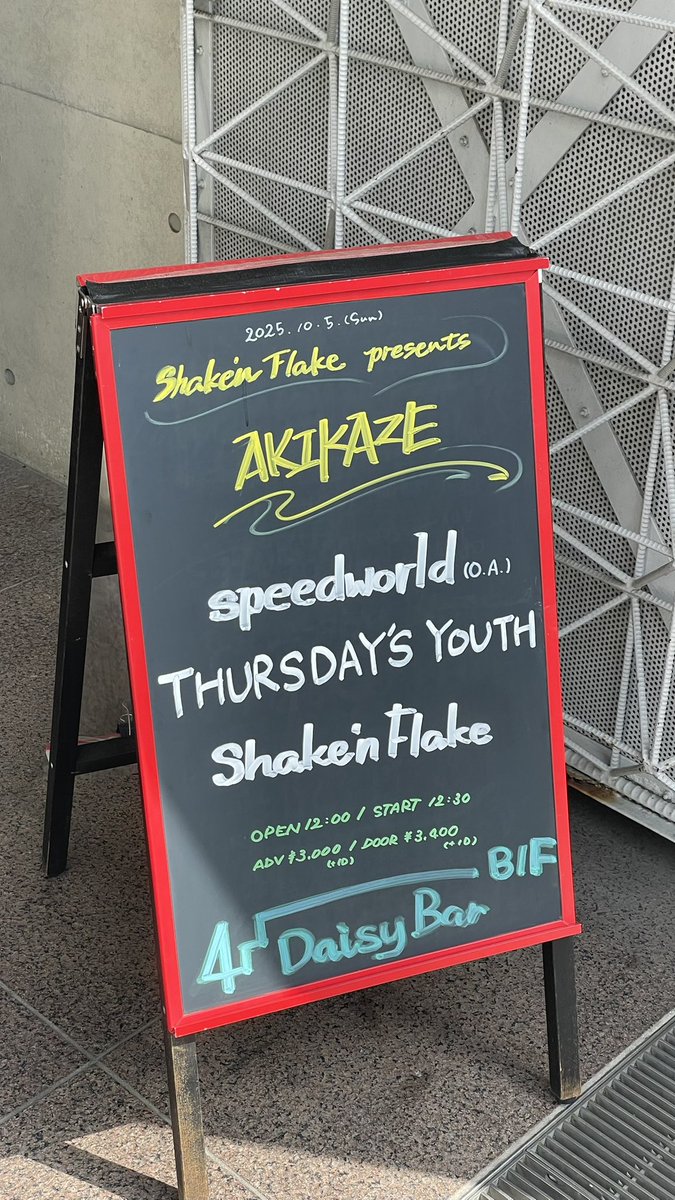 2025.10.5.(Sun)
Shake'n Flake presents
AKIKAZE
speedworld (O.A.)
THURSDAY'S YOUTH
Shake'n Flake
OPEN 12:00 / START 12:30
ADV ¥3.000 / DOOR ¥3.400
(+1D) (+1D)
B1F
Daisy Bar